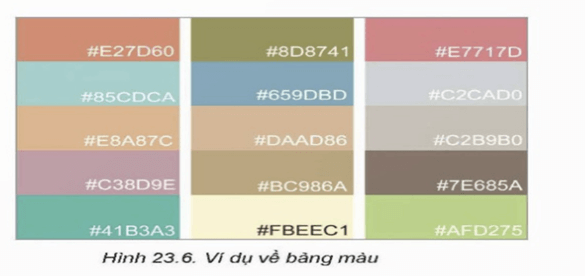 #E27D60 #8D8741 #E7717D
#85CDCA #659DBD #C2CAD0
#E8A87C #DAAD86 #C2B9B0
#C38D9E #BC986A #7E685A
#41B3A3 #FBEEC1 #AFD275
Hình 23.6. Ví dụ về bảng màu